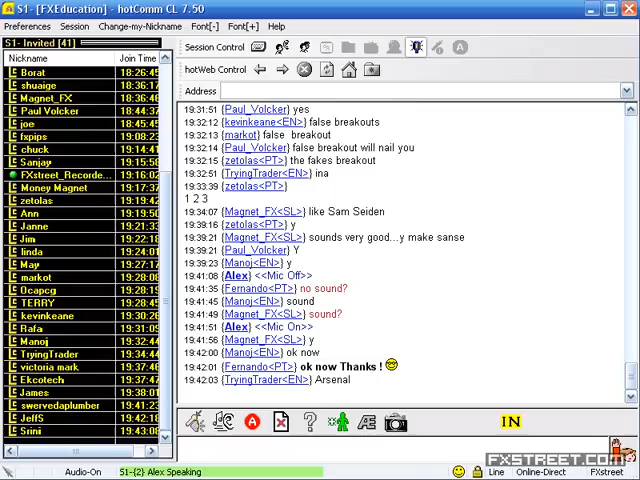 S1- [FXEducation] - hotComm CL 7.50
Preferences Session Change-my-Nickname Font[-] Font[+] Help
S1- Invited [41]
Nickname Join Time
Borat 18:26:45
shuaige 18:36:17
Magnet_FX 18:36:46
Paul Volcker 18:44:37
joe 18:45:45
fxpips 19:08:23
chuck 19:14:41
Sanjay 19:15:58
FXstreet_Recorde... 19:16:02
Money Magnet 19:17:37
zetolas 19:19:42
Ann 19:19:50
Janne 19:21:33
Jim 19:22:18
linda 19:24:01
May 19:27:17
markot 19:28:08
Ocapcg 19:28:19
TERRY 19:28:45
kevinkeane 19:30:26
Rafa 19:31:09
Manoj 19:32:44
TryingTrader 19:34:44
victoria mark 19:37:46
Ekcotech 19:37:47
James 19:38:01
swervedaplumber 19:41:23
JeffS 19:42:18
Srini 19:43:07
Session Control
hotWeb Control
Address
19:31:51 {Paul_Volcker} yes
19:32:12 {kevinkeane<EN>} false breakouts
19:32:13 {markot} false breakout
19:32:14 {Paul_Volcker} false breakout will nail you
19:32:15 {zetolas<PT>} the fakes breakout
19:32:51 {TryingTrader<EN>} ina
19:33:39 {zetolas<PT>}
1 2 3
19:34:07 {Magnet_FX<SL>} like Sam Seiden
19:39:16 {zetolas<PT>} y
19:39:21 {Magnet_FX<SL>} sounds very good...y make sanse
19:39:21 {Paul_Volcker} Y
19:39:23 {Manoj<EN>} y
19:41:08 {Alex} <<Mic Off>>
19:41:35 {Fernando<PT>} no sound?
19:41:45 {Manoj<EN>} sound
19:41:49 {Magnet_FX<SL>} sound?
19:41:51 {Alex} <<Mic On>>
19:41:59 {Magnet_FX<SL>} y
19:42:00 {Manoj<EN>} ok now
19:42:01 {Fernando<PT>} ok now Thanks !
19:42:03 {TryingTrader<EN>} Arsenal
IN
FXSTREET.COM
Audio-On S1-{2} Alex Speaking Line Online-Direct FXstreet